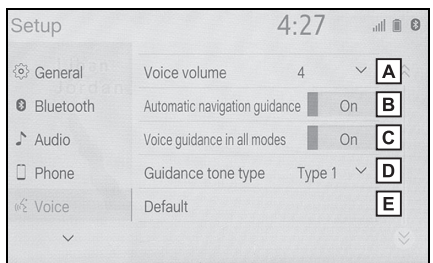 Setup 4:27
General
Bluetooth
Audio
Phone
Voice
Voice volume 4 A
Automatic navigation guidance On B
Voice guidance in all modes On C
Guidance tone type Type 1 D
Default E